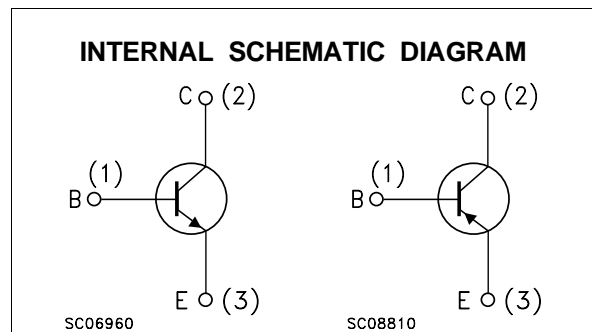 INTERNAL SCHEMATIC DIAGRAM
C (2)
C (2)
(1)
B
(1)
B
E (3)
E (3)
SC06960
SC08810